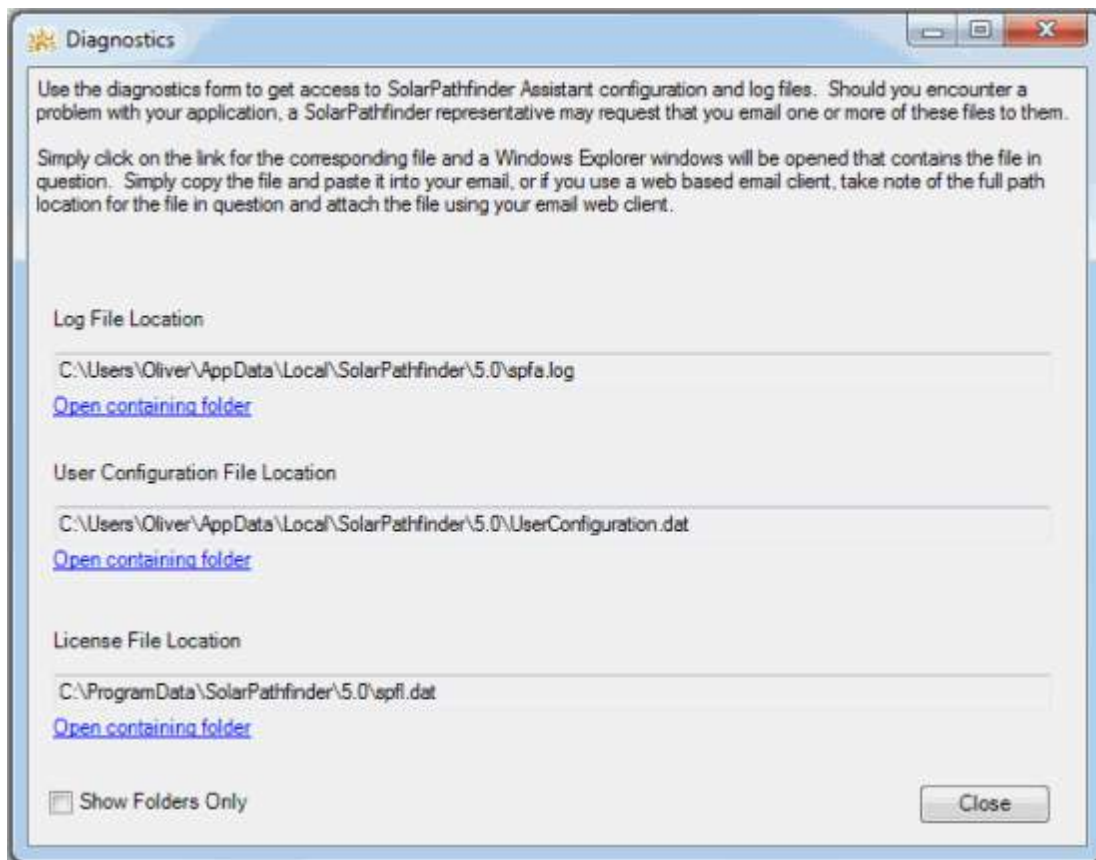 Diagnostics
Use the diagnostics form to get access to SolarPathfinder Assistant configuration and log files. Should you encounter a
problem with your application, a SolarPathfinder representative may request that you email one or more of these files to them.
Simply click on the link for the corresponding file and a Windows Explorer windows will be opened that contains the file in
question. Simply copy the file and paste it into your email, or if you use a web based email client, take note of the full path
location for the file in question and attach the file using your email web client.
Log File Location
C:\Users\Oliver\AppData\Local\SolarPathfinder\5.0\spfa.log
Open containing folder
User Configuration File Location
C:\Users\Oliver\AppData\Local\SolarPathfinder\5.0\UserConfiguration.dat
Open containing folder
License File Location
C:\ProgramData\SolarPathfinder\5.0\spfl.dat
Open containing folder
Show Folders Only
Close